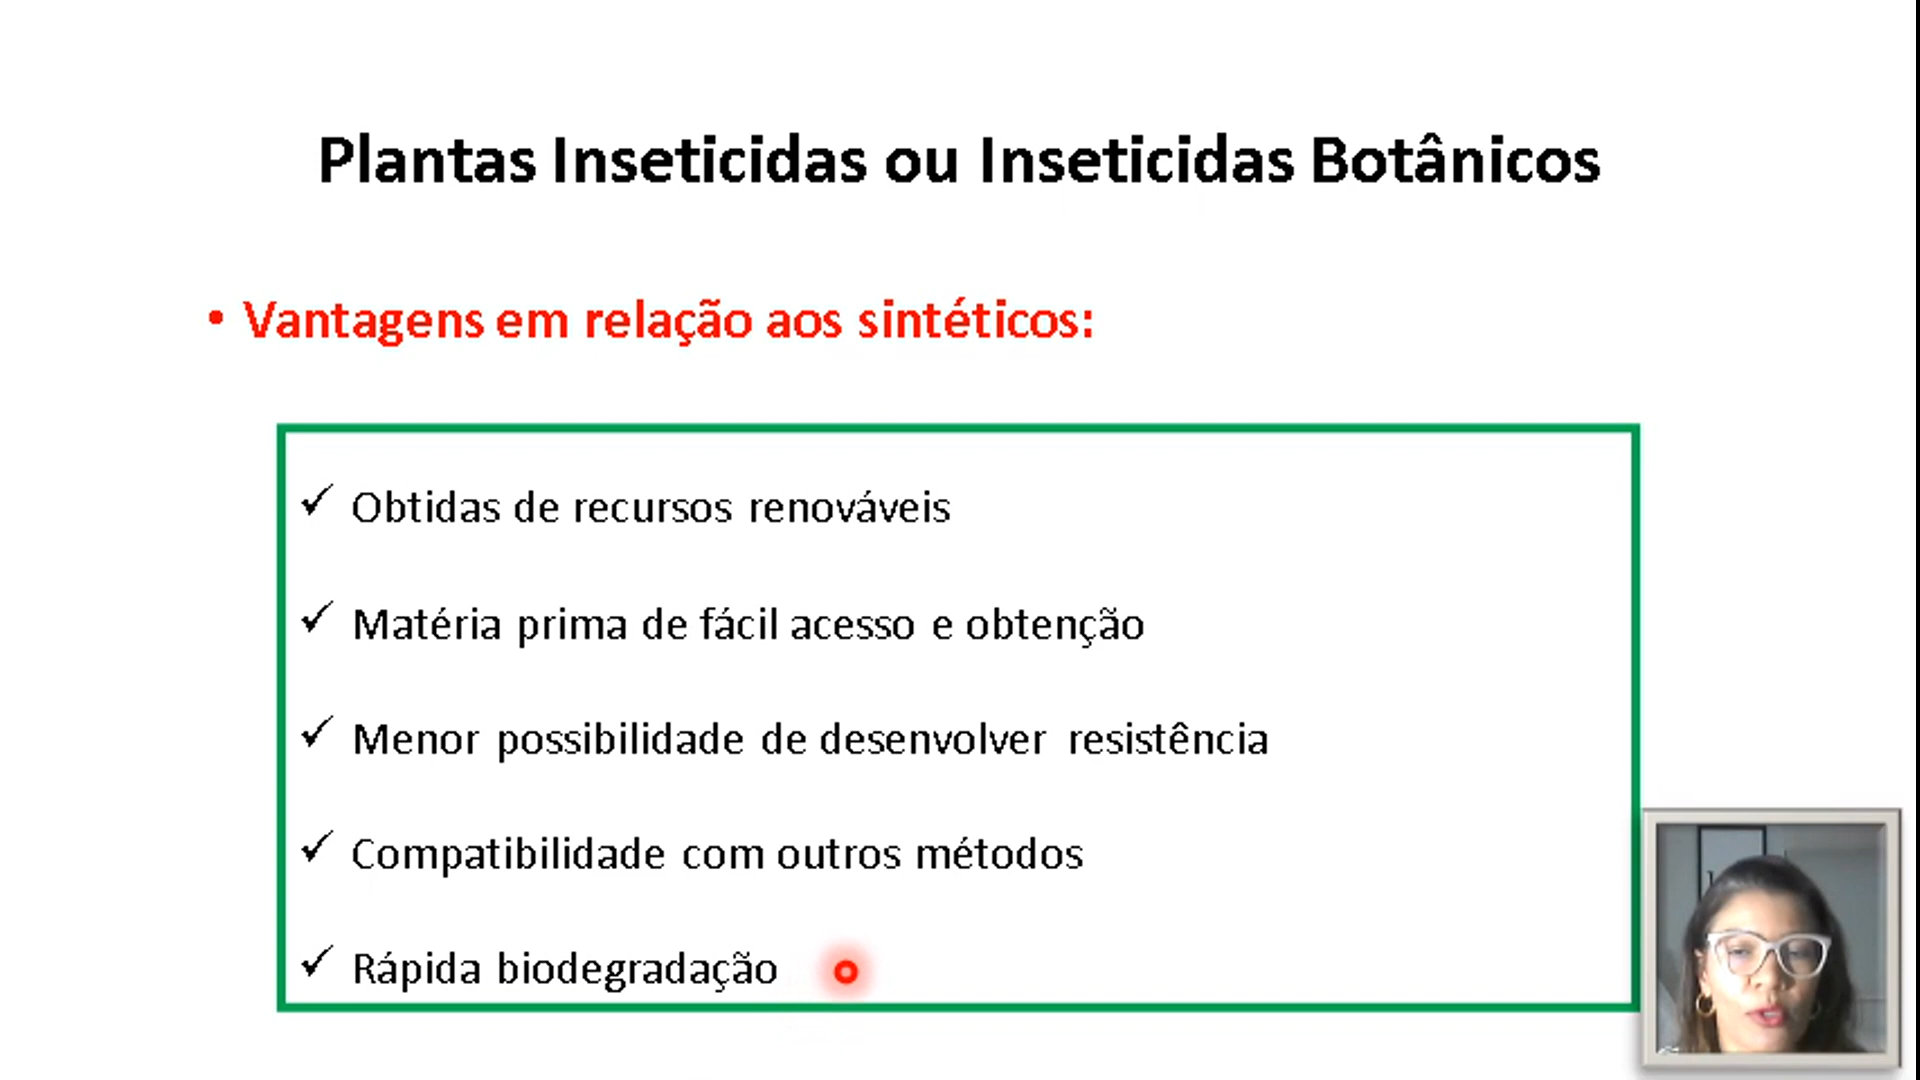 Plantas Inseticidas ou Inseticidas Botânicos
• Vantagens em relação aos sintéticos:
✓ Obtidas de recursos renováveis
✓ Matéria prima de fácil acesso e obtenção
✓ Menor possibilidade de desenvolver resistência
✓ Compatibilidade com outros métodos
✓ Rápida biodegradação